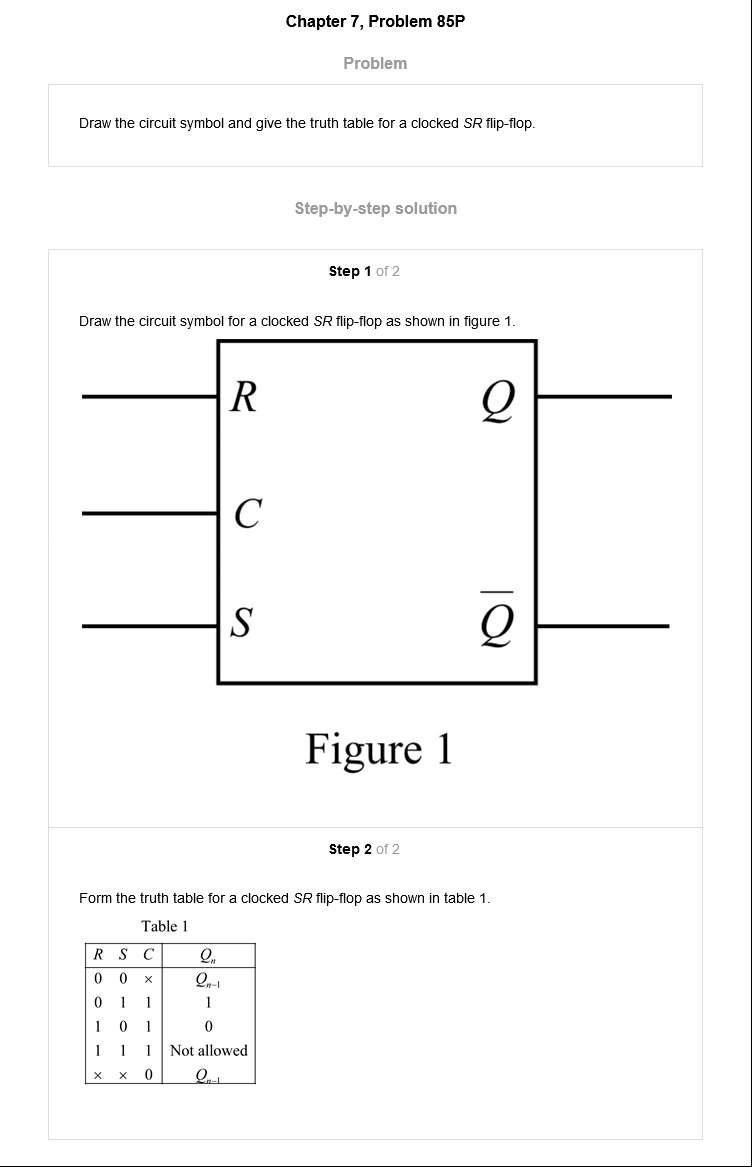 Chapter 7, Problem 85P
Problem
Draw the circuit symbol and give the truth table for a clocked SR flip-flop.
Step-by-step solution
Step 1 of 2
Draw the circuit symbol for a clocked SR flip-flop as shown in figure 1.
R Q
C
S Q̅
Figure 1
Step 2 of 2
Form the truth table for a clocked SR flip-flop as shown in table 1.
Table 1
R S C Qₙ
0 0 × Qₙ₋₁
0 1 1 1
1 0 1 0
1 1 1 Not allowed
× × 0 Qₙ₋₁